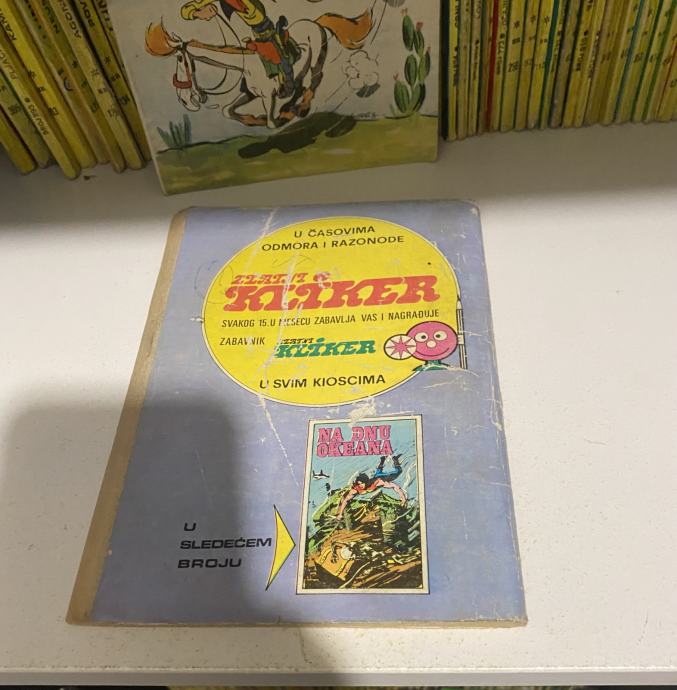 U ČASOVIMA
ODMORA I RAZONODE
ZLATNI
KLIKER
SVAKOG 15. U MESECU ZABAVLJA VAS I NAGRAĐUJE
ZABAVNIK ZLATNI
KLIKER
U SVIM KIOSCIMA
NA DNU
OKEANA
U
SLEDEĆEM
BROJU